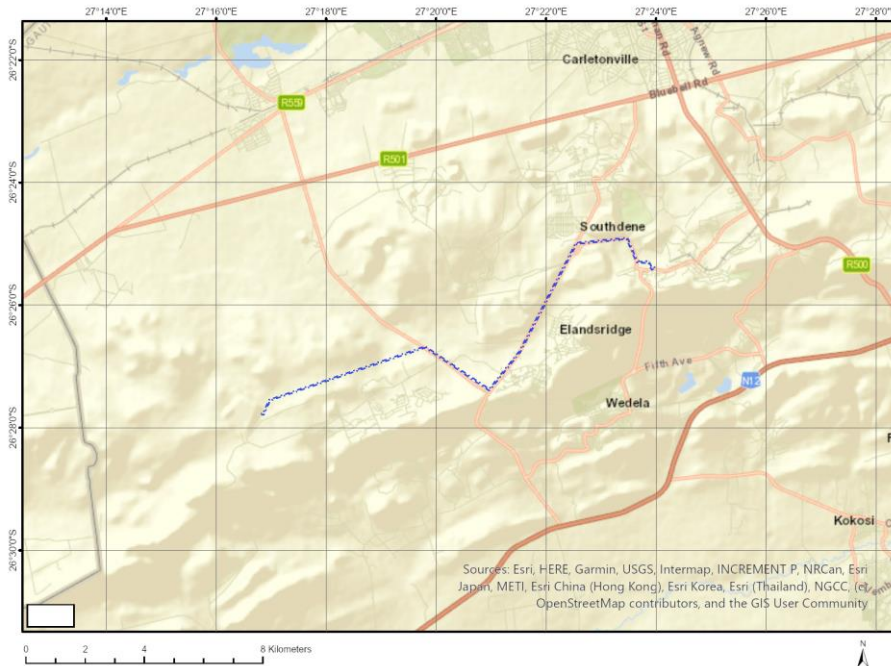 27°14'0"E 27°16'0"E 27°18'0"E 27°20'0"E 27°22'0"E 27°24'0"E 27°26'0"E 27°28'0"E
26°22'0"S
26°24'0"S
26°26'0"S
26°28'0"S
26°30'0"S
Carletonville
Agnew Rd
Blueball Rd
R559
R501
Southdene
R500
Elandsridge
Fifth Ave
N12
Wedela
Kokosi
Sources: Esri, HERE, Garmin, USGS, Intermap, INCREMENT P, NRCan, Esri
Japan, METI, Esri China (Hong Kong), Esri Korea, Esri (Thailand), NGCC, (c)
OpenStreetMap contributors, and the GIS User Community
0 2 4 8 Kilometers
N